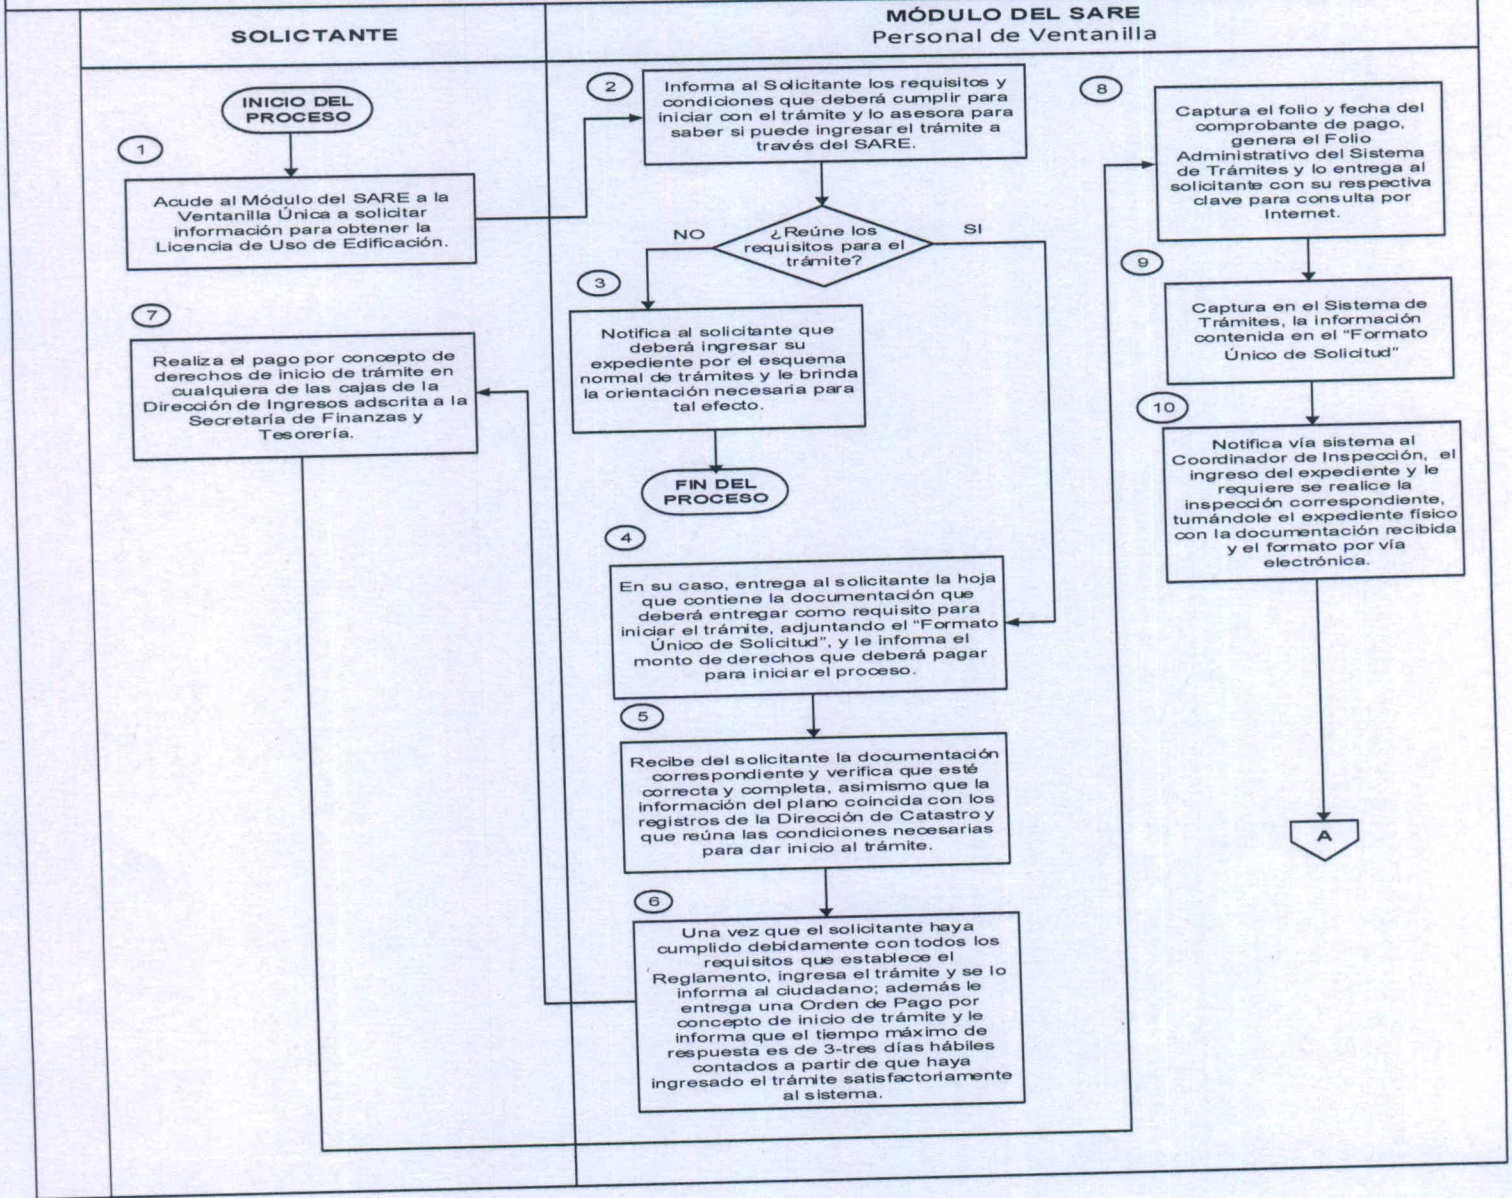 SOLICTANTE
MÓDULO DEL SARE
Personal de Ventanilla
INICIO DEL
PROCESO
1
Acude al Módulo del SARE a la
Ventanilla Única a solicitar
información para obtener la
Licencia de Uso de Edificación.
2
Informa al Solicitante los requisitos y
condiciones que deberá cumplir para
iniciar con el trámite y lo asesora para
saber si puede ingresar el trámite a
través del SARE.
¿Reúne los
requisitos para el
trámite?
NO
SI
3
Notifica al solicitante que
deberá ingresar su
expediente por el esquema
normal de trámites y le brinda
la orientación necesaria para
tal efecto.
FIN DEL
PROCESO
4
En su caso, entrega al solicitante la hoja
que contiene la documentación que
deberá entregar como requisito para
iniciar el trámite, adjuntando el "Formato
Único de Solicitud", y le informa el
monto de derechos que deberá pagar
para iniciar el proceso.
5
Recibe del solicitante la documentación
correspondiente y verifica que esté
correcta y completa, asimismo que la
información del plano coincida con los
registros de la Dirección de Catastro y
que reúna las condiciones necesarias
para dar inicio al trámite.
6
Una vez que el solicitante haya
cumplido debidamente con todos los
requisitos que establece el
Reglamento, ingresa el trámite y se lo
informa al ciudadano; además le
entrega una Orden de Pago por
concepto de inicio de trámite y le
informa que el tiempo máximo de
respuesta es de 3-tres días hábiles
contados a partir de que haya
ingresado el trámite satisfactoriamente
al sistema.
7
Realiza el pago por concepto de
derechos de inicio de trámite en
cualquiera de las cajas de la
Dirección de Ingresos adscrita a la
Secretaría de Finanzas y
Tesorería.
8
Captura el folio y fecha del
comprobante de pago,
genera el Folio
Administrativo del Sistema
de Trámites y lo entrega al
solicitante con su respectiva
clave para consulta por
Internet.
9
Captura en el Sistema de
Trámites, la información
contenida en el "Formato
Único de Solicitud"
10
Notifica vía sistema al
Coordinador de Inspección, el
ingreso del expediente y le
requiere se realice la
inspección correspondiente,
turnándole el expediente físico
con la documentación recibida
y el formato por vía
electrónica.
A